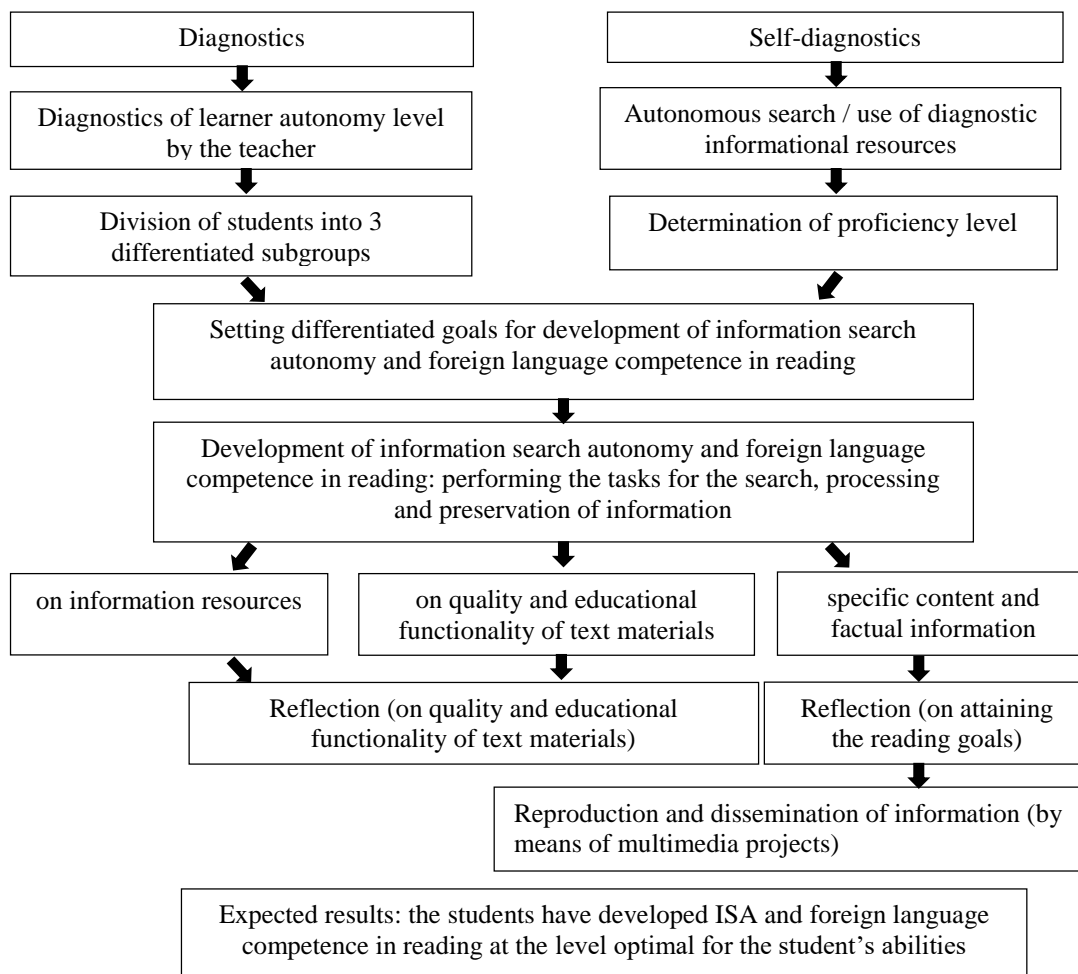 Diagnostics
Self-diagnostics
Diagnostics of learner autonomy level
by the teacher
Autonomous search / use of diagnostic
informational resources
Division of students into 3
differentiated subgroups
Determination of proficiency level
Setting differentiated goals for development of information search
autonomy and foreign language competence in reading
Development of information search autonomy and foreign language
competence in reading: performing the tasks for the search, processing
and preservation of information
on information resources
on quality and educational
functionality of text materials
specific content and
factual information
Reflection (on quality and educational
functionality of text materials)
Reflection (on attaining
the reading goals)
Reproduction and dissemination of information (by
means of multimedia projects)
Expected results: the students have developed ISA and foreign language
competence in reading at the level optimal for the student’s abilities